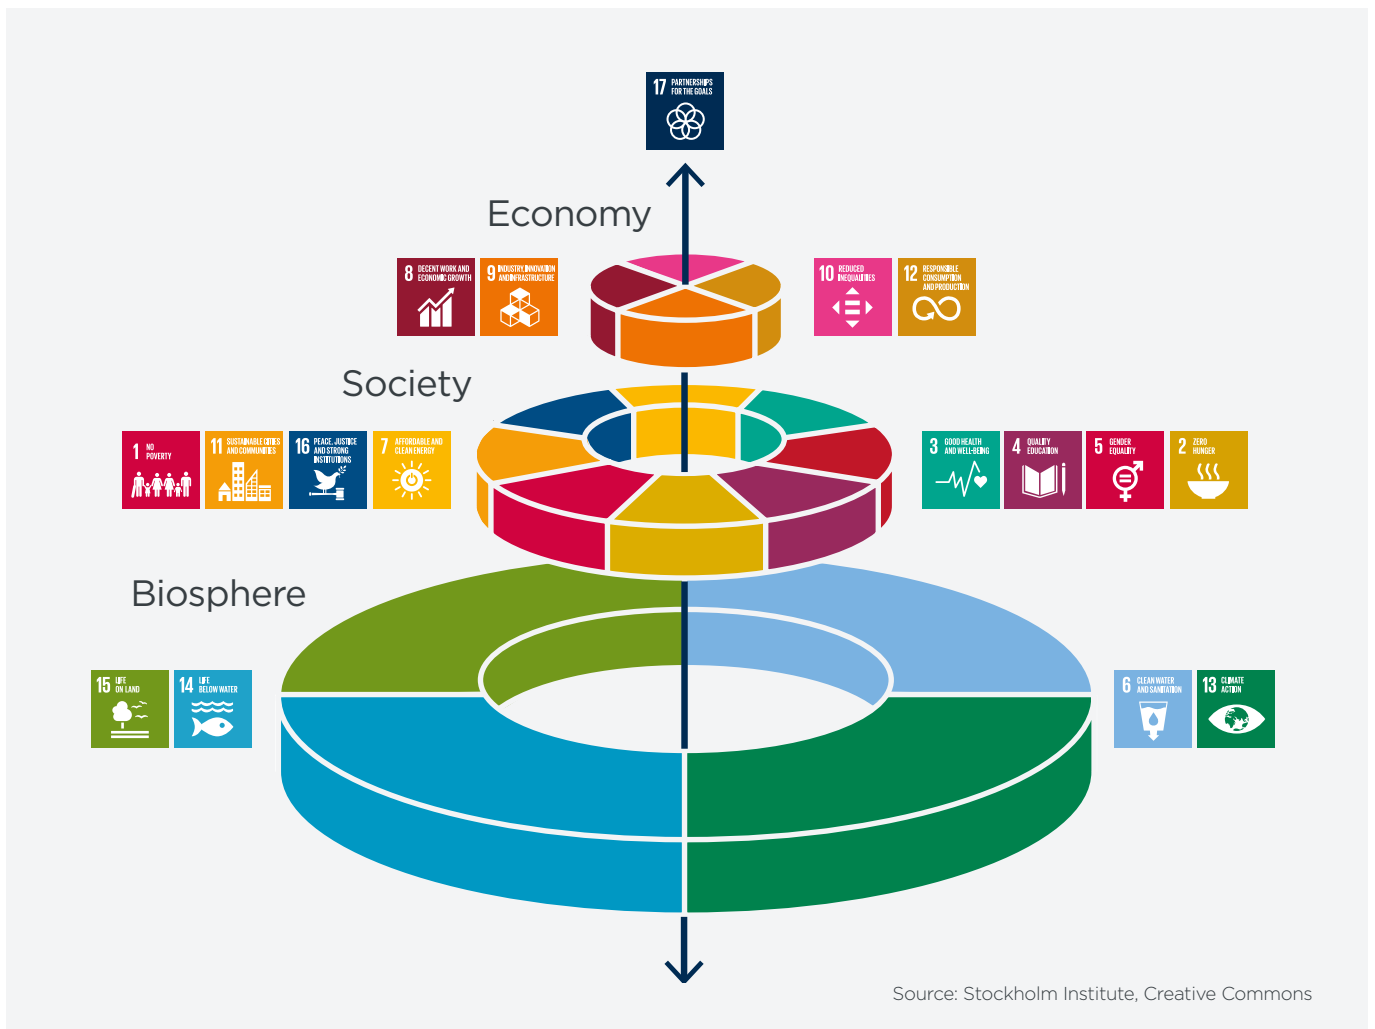 17 PARTNERSHIPS
FOR THE GOALS
Economy
8 DECENT WORK AND
ECONOMIC GROWTH
9 INDUSTRY, INNOVATION
AND INFRASTRUCTURE
10 REDUCED
INEQUALITIES
12 RESPONSIBLE
CONSUMPTION
AND PRODUCTION
Society
1 NO
POVERTY
11 SUSTAINABLE CITIES
AND COMMUNITIES
16 PEACE, JUSTICE
AND STRONG
INSTITUTIONS
7 AFFORDABLE AND
CLEAN ENERGY
3 GOOD HEALTH
AND WELL-BEING
4 QUALITY
EDUCATION
5 GENDER
EQUALITY
2 ZERO
HUNGER
Biosphere
15 LIFE
ON LAND
14 LIFE
BELOW WATER
6 CLEAN WATER
AND SANITATION
13 CLIMATE
ACTION
Source: Stockholm Institute, Creative Commons